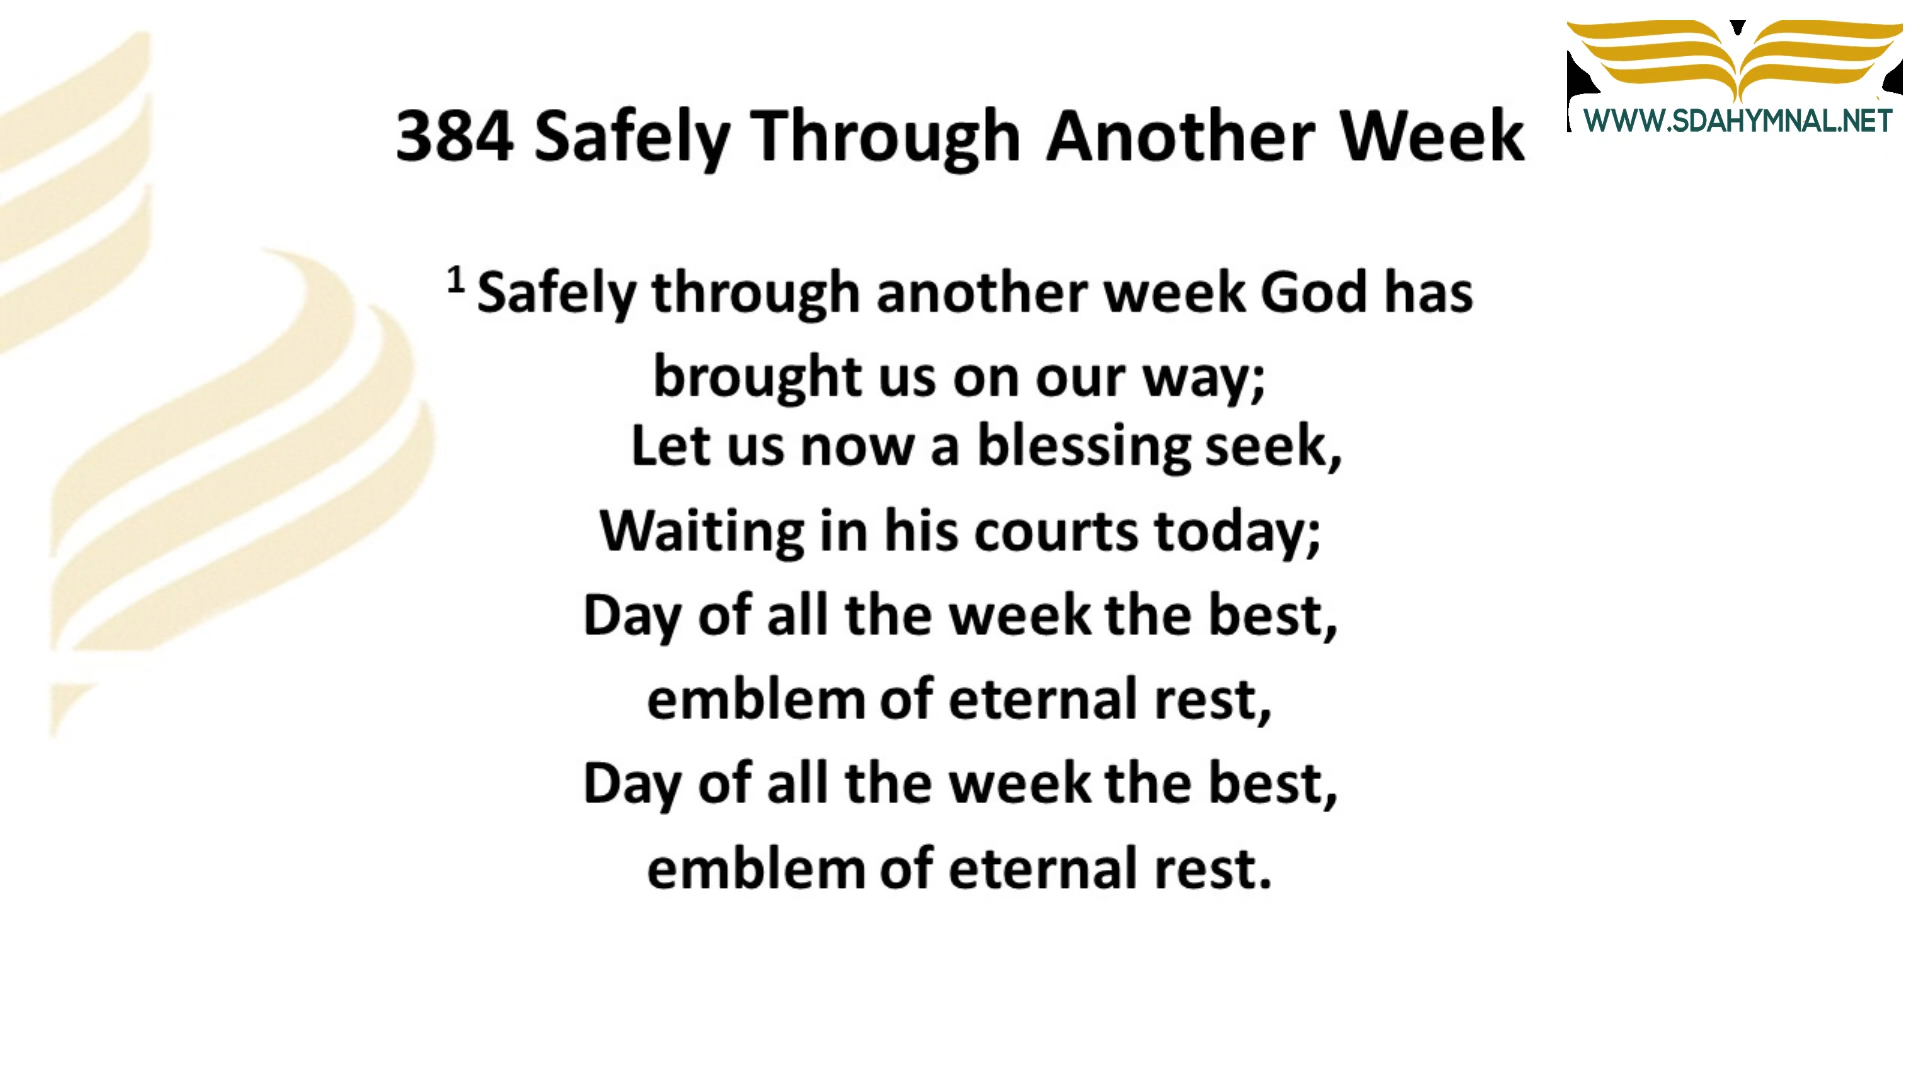 WWW.SDAHYMNAL.NET
384 Safely Through Another Week
1 Safely through another week God has
brought us on our way;
Let us now a blessing seek,
Waiting in his courts today;
Day of all the week the best,
emblem of eternal rest,
Day of all the week the best,
emblem of eternal rest.